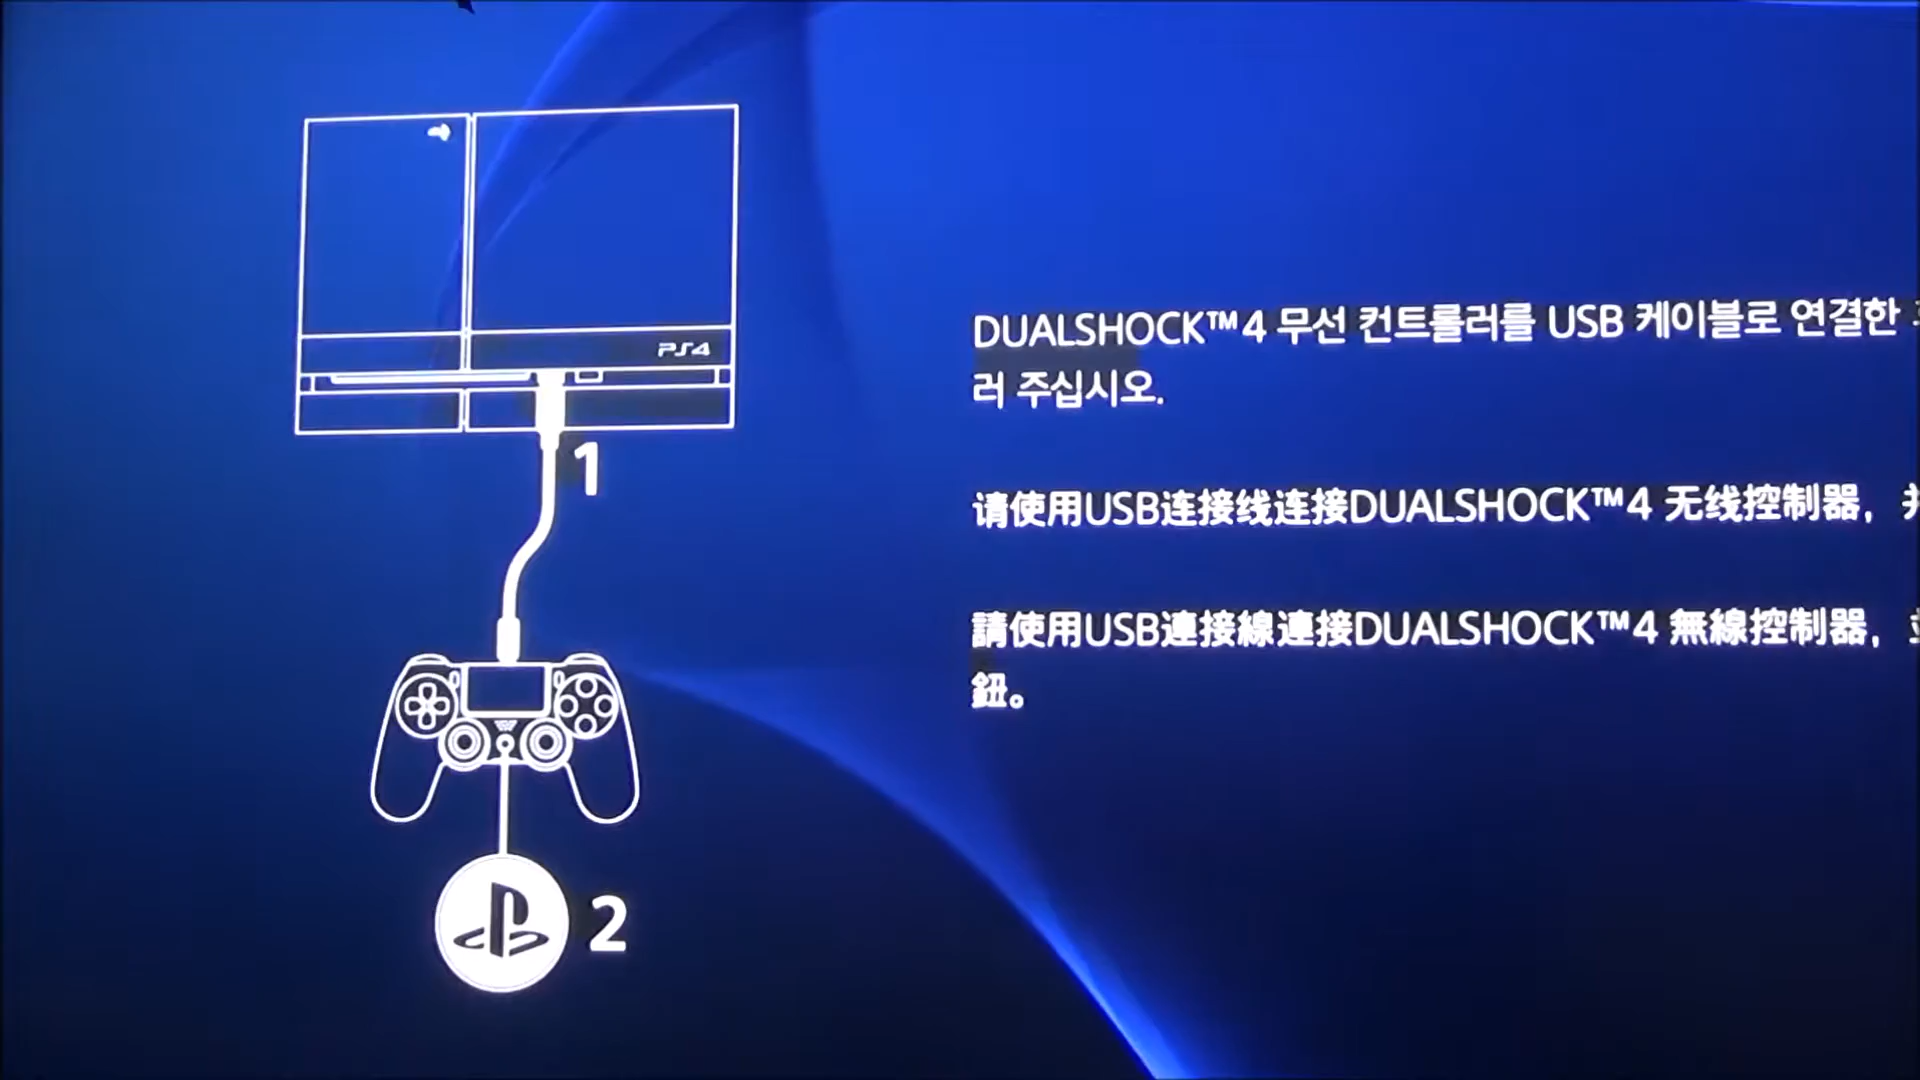 PS4
1
2
DUALSHOCK™4 무선 컨트롤러를 USB 케이블로 연결한
러 주십시오.
请使用USB连接线连接DUALSHOCK™4 无线控制器，
請使用USB連接線連接DUALSHOCK™4 無線控制器，
鈕。